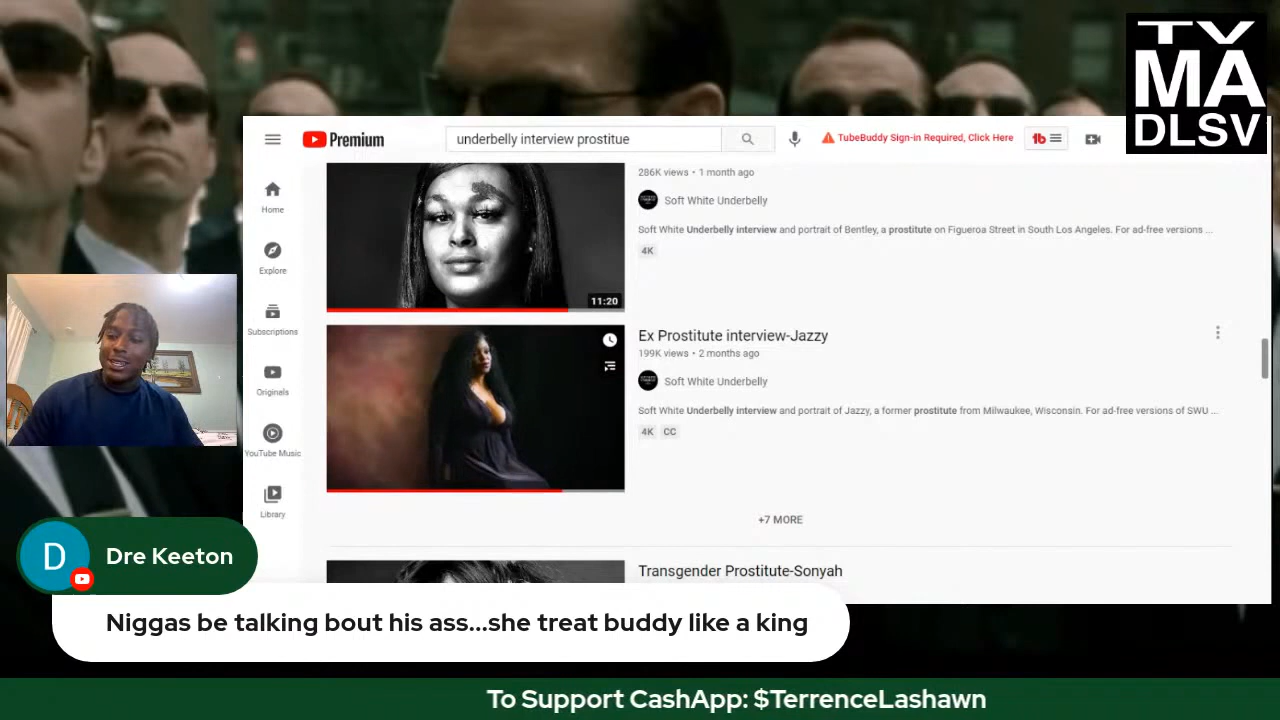 TV
MA
DLSV
Premium
underbelly interview prostitue
TubeBuddy Sign-in Required, Click Here
tb
286K views • 1 month ago
Soft White Underbelly
Soft White Underbelly interview and portrait of Bentley, a prostitute on Figueroa Street in South Los Angeles. For ad-free versions ...
4K
11:20
Home
Explore
Subscriptions
Originals
YouTube Music
Library
Ex Prostitute interview-Jazzy
199K views • 2 months ago
Soft White Underbelly
Soft White Underbelly interview and portrait of Jazzy, a former prostitute from Milwaukee, Wisconsin. For ad-free versions of SWU ...
4K CC
+7 MORE
Transgender Prostitute-Sonyah
D
Dre Keeton
Niggas be talking bout his ass...she treat buddy like a king
To Support CashApp: $TerrenceLashawn